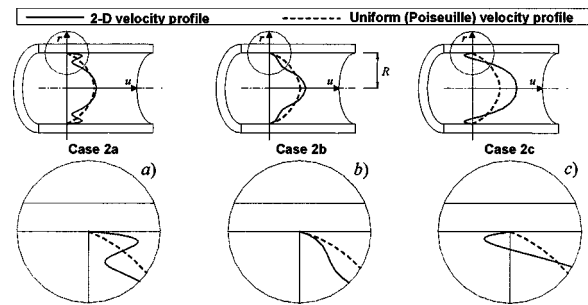 2-D velocity profile
Uniform (Poiseuille) velocity profile
r
u
r
u
R
r
u
Case 2a
Case 2b
Case 2c
a)
b)
c)